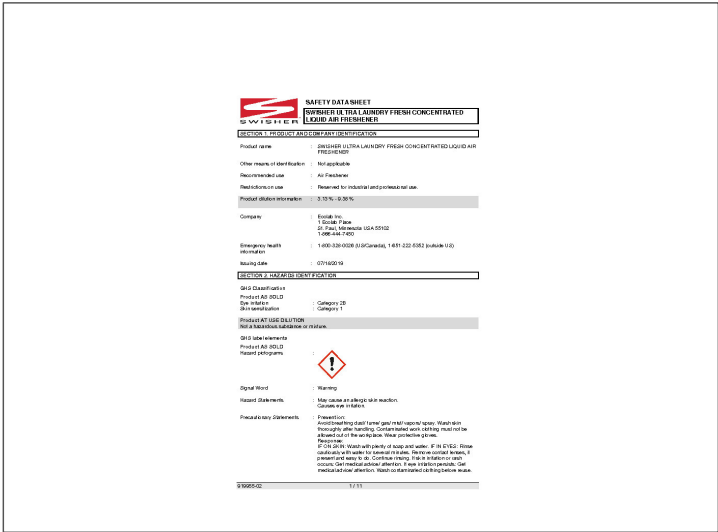 SAFETY DATA SHEET
SWISHER ULTRA LAUNDRY FRESH CONCENTRATED
LIQUID AIR FRESHENER
SWISHER
SECTION 1. PRODUCT AND COMPANY IDENTIFICATION
Product name : SWISHER ULTRA LAUNDRY FRESH CONCENTRATED LIQUID AIR
FRESHENER
Other means of identification : Not applicable
Recommended use : Air Freshener
Restrictions on use : Reserved for industrial and professional use.
Product dilution information : 3.13 % - 9.38 %
Company : Ecolab Inc.
1 Ecolab Place
St. Paul, Minnesota USA 55102
1-866-444-7450
Emergency health : 1-800-328-0026 (US/Canada), 1-651-222-5352 (outside US)
information
Issuing date : 07/18/2019
SECTION 2. HAZARDS IDENTIFICATION
GHS Classification
Product AS SOLD
Eye irritation : Category 2B
Skin sensitization : Category 1
Product AT USE DILUTION
Not a hazardous substance or mixture.
GHS label elements
Product AS SOLD
Hazard pictograms :
Signal Word : Warning
Hazard Statements : May cause an allergic skin reaction.
Causes eye irritation.
Precautionary Statements : Prevention:
Avoid breathing dust/ fume/ gas/ mist/ vapors/ spray. Wash skin
thoroughly after handling. Contaminated work clothing must not be
allowed out of the workplace. Wear protective gloves.
Response:
IF ON SKIN: Wash with plenty of soap and water. IF IN EYES: Rinse
cautiously with water for several minutes. Remove contact lenses, if
present and easy to do. Continue rinsing. If skin irritation or rash
occurs: Get medical advice/ attention. If eye irritation persists: Get
medical advice/ attention. Wash contaminated clothing before reuse.
1 / 11